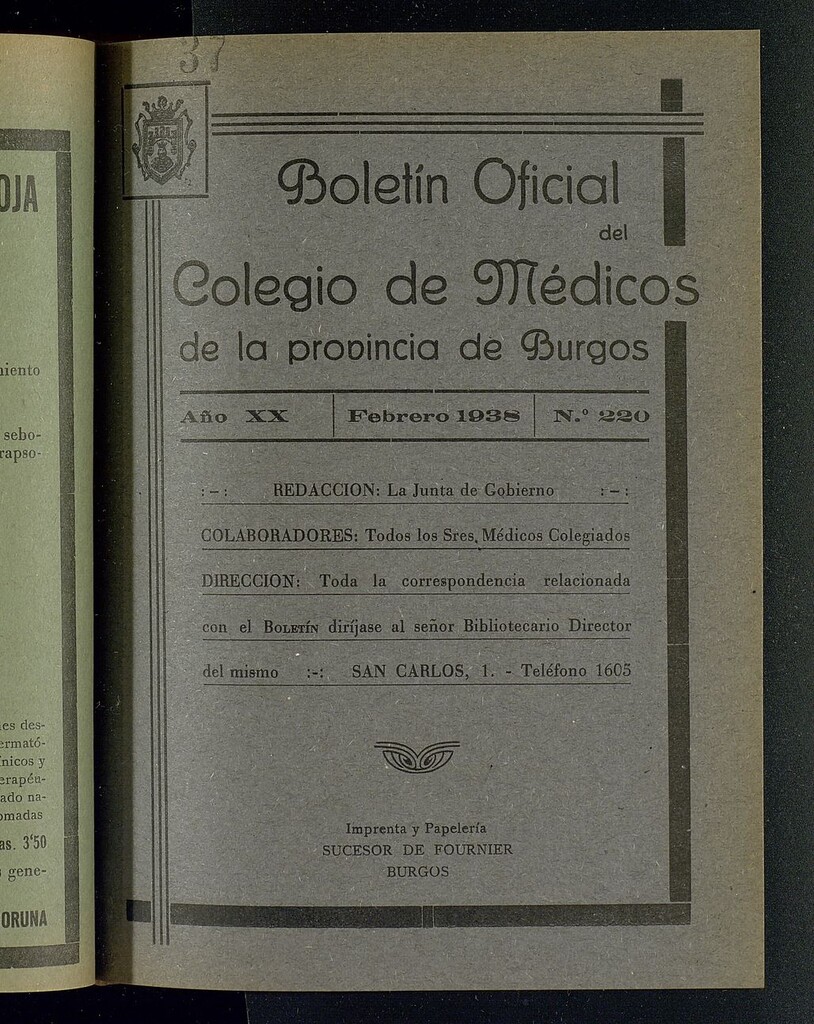 OJA
miento
sebo-
rapso-
es des-
ermató-
nicos y
erapéu-
ado na-
omadas
as. 3'50
gene-
ORUNA
37
Boletín Oficial
del
Colegio de Médicos
de la provincia de Burgos
Año XX Febrero 1938 N.º 220
:-: REDACCION: La Junta de Gobierno :-:
COLABORADORES: Todos los Sres. Médicos Colegiados
DIRECCION: Toda la correspondencia relacionada
con el BOLETÍN diríjase al señor Bibliotecario Director
del mismo :-: SAN CARLOS, 1. - Teléfono 1605
Imprenta y Papelería
SUCESOR DE FOURNIER
BURGOS